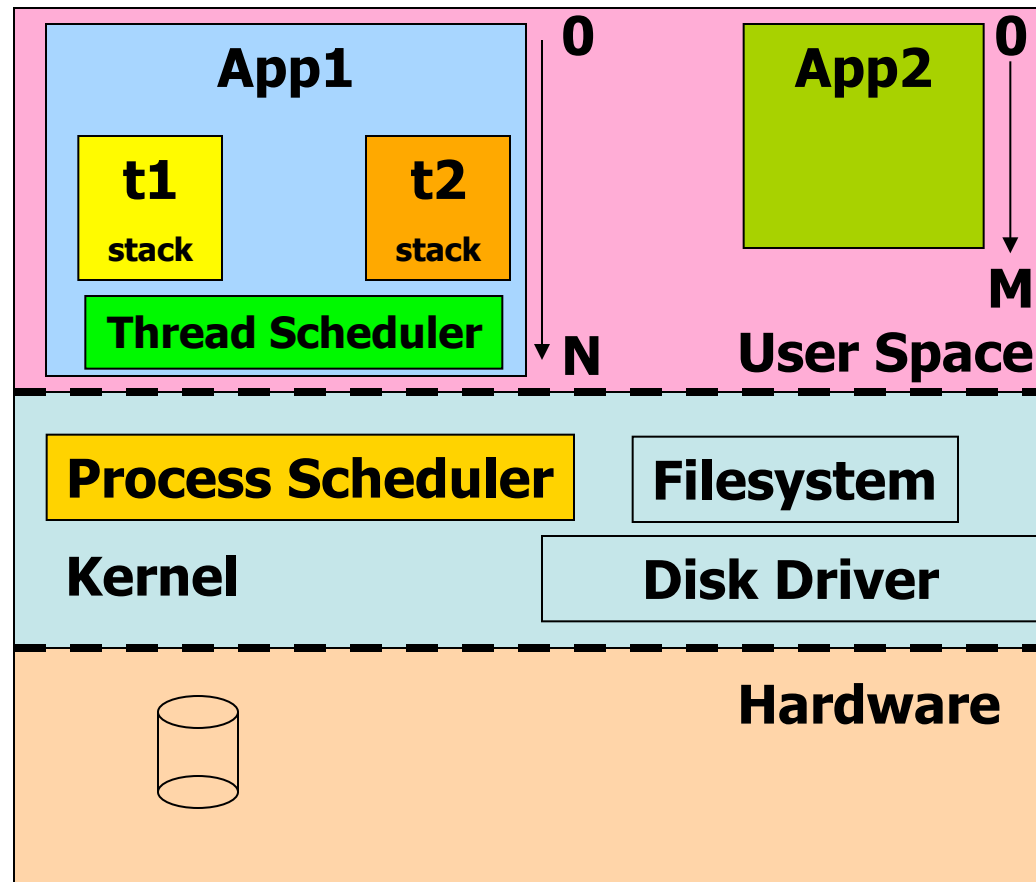 App1
0
App2
0
t1
stack
t2
stack
Thread Scheduler
N
M
User Space
Process Scheduler
Filesystem
Kernel
Disk Driver
Hardware